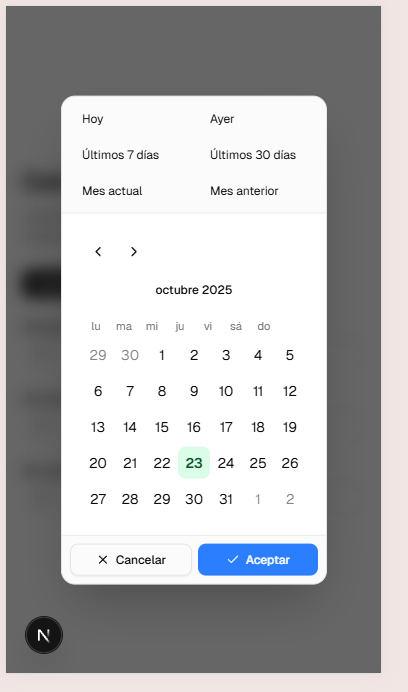 Hoy Ayer
Últimos 7 días Últimos 30 días
Mes actual Mes anterior
octubre 2025
lu ma mi ju vi sá do
29 30 1 2 3 4 5
6 7 8 9 10 11 12
13 14 15 16 17 18 19
20 21 22 23 24 25 26
27 28 29 30 31 1 2
Cancelar Aceptar
N